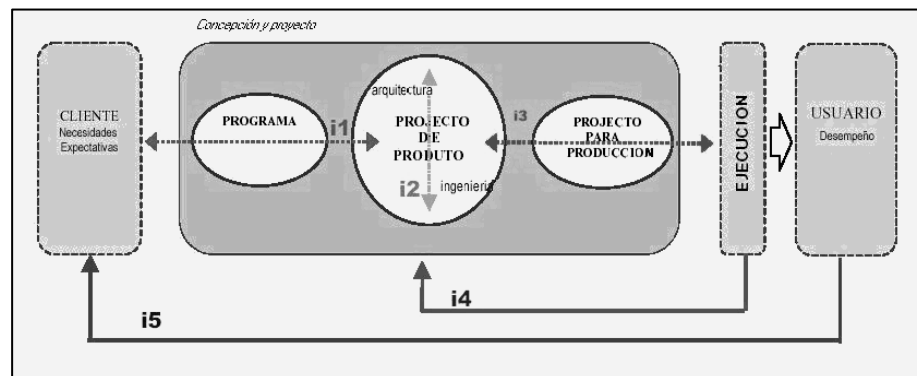 Concepción y proyecto
CLIENTE
Necesidades
Expectativas
PROGRAMA
i1
arquitectura
PROJECTO
DE
PRODUTO
i2
ingeniería
i3
PROJECTO
PARA
PRODUCCION
EJECUCION
USUARIO
Desempeño
i4
i5